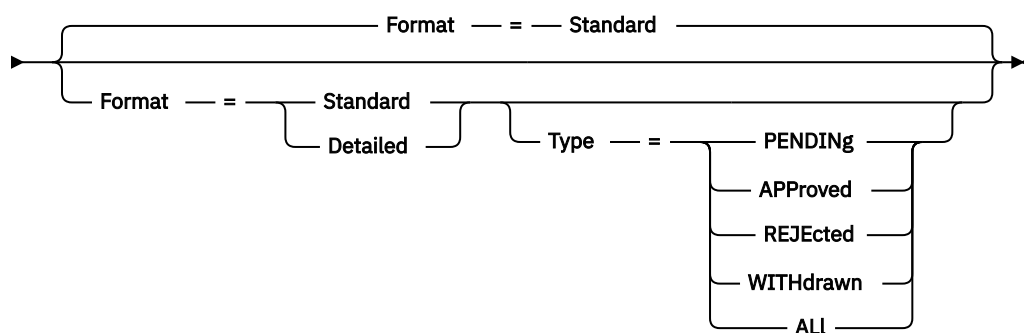 Format = Standard
Format = Standard
Detailed
Type = PENDINg
APProved
REJEcted
WITHdrawn
ALl